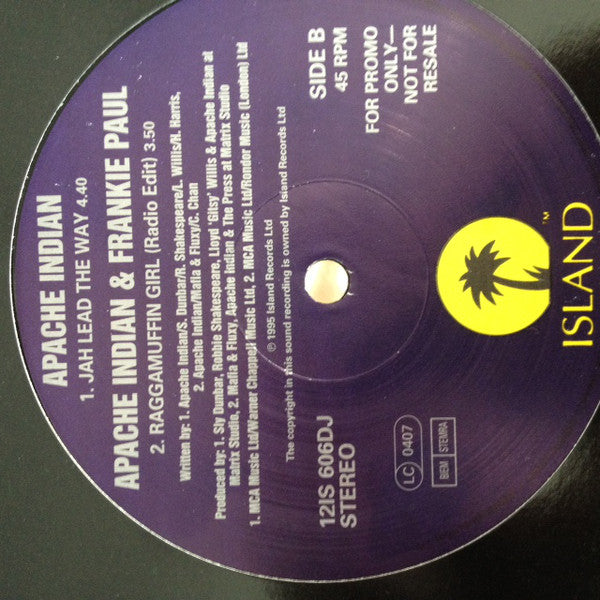 APACHE INDIAN
1. JAH LEAD THE WAY 4.40
APACHE INDIAN & FRANKIE PAUL
2. RAGGAMUFFIN GIRL (Radio Edit) 3.50
Written by: 1. Apache Indian/S. Dunbar/R. Shakespeare/L. Willis/H. Harris,
2. Apache Indian/Mafia & Fluxy/C. Chan
Produced by: 1. Sly Dunbar, Robbie Shakespeare, Lloyd 'Gitsy' Willis & Apache Indian at
Matrix Studio, 2. Mafia & Fluxy, Apache Indian & The Press at Matrix Studio
1. MCA Music Ltd/Warner Chappell Music Ltd, 2. MCA Music Ltd/Rondor Music (London) Ltd
℗ 1995 Island Records Ltd
The copyright in this sound recording is owned by Island Records Ltd
12IS 606DJ
STEREO
SIDE B
45 RPM
FOR PROMO
ONLY—
NOT FOR
RESALE
LC 0407
BIEM STEMRA
TM
ISLAND